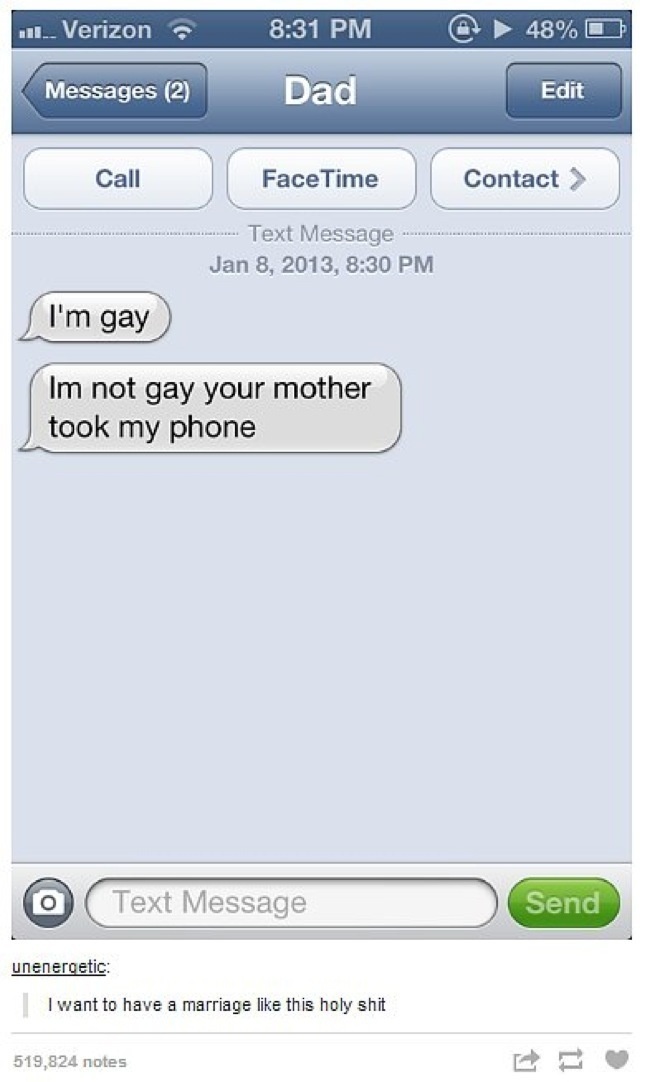 Verizon 8:31 PM 48%
Messages (2) Dad Edit
Call FaceTime Contact
Text Message
Jan 8, 2013, 8:30 PM
I'm gay
Im not gay your mother
took my phone
Text Message Send
unenergetic:
I want to have a marriage like this holy shit
519,824 notes